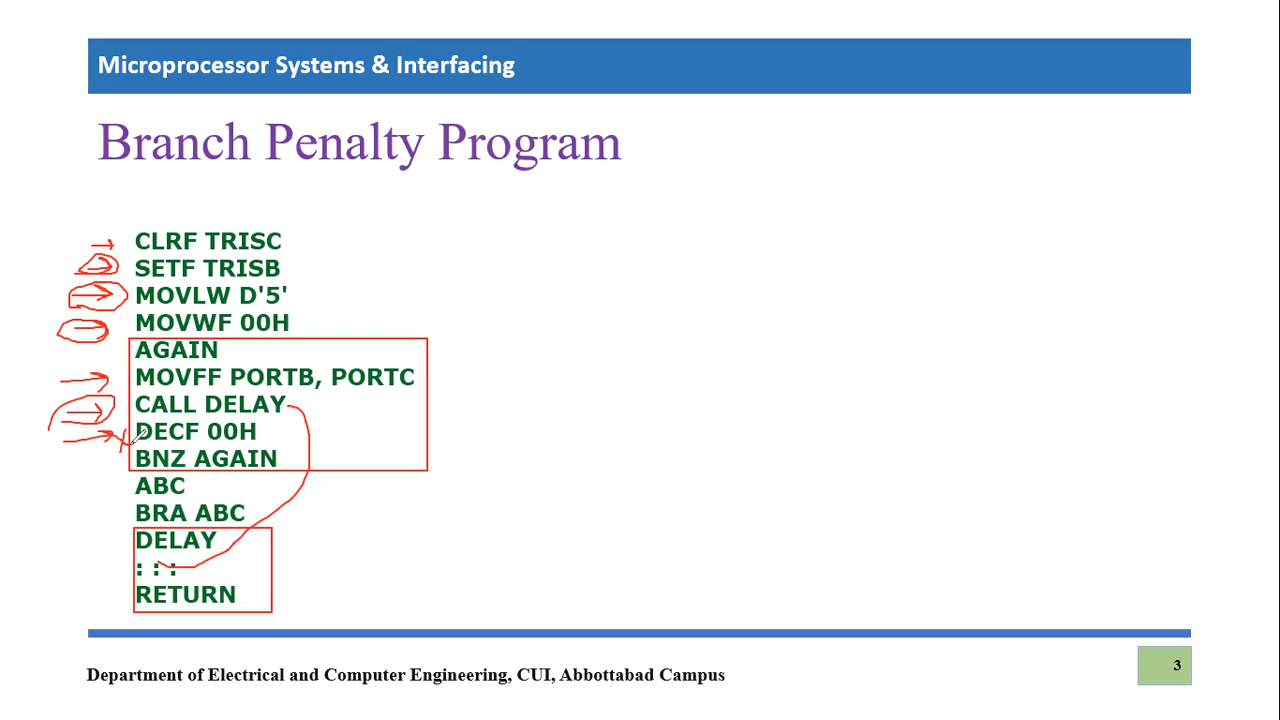 Microprocessor Systems & Interfacing
Branch Penalty Program
CLRF TRISC
SETF TRISB
MOVLW D'5'
MOVWF 00H
AGAIN
MOVFF PORTB, PORTC
CALL DELAY
DECF 00H
BNZ AGAIN
ABC
BRA ABC
DELAY
: : :
RETURN
Department of Electrical and Computer Engineering, CUI, Abbottabad Campus
3